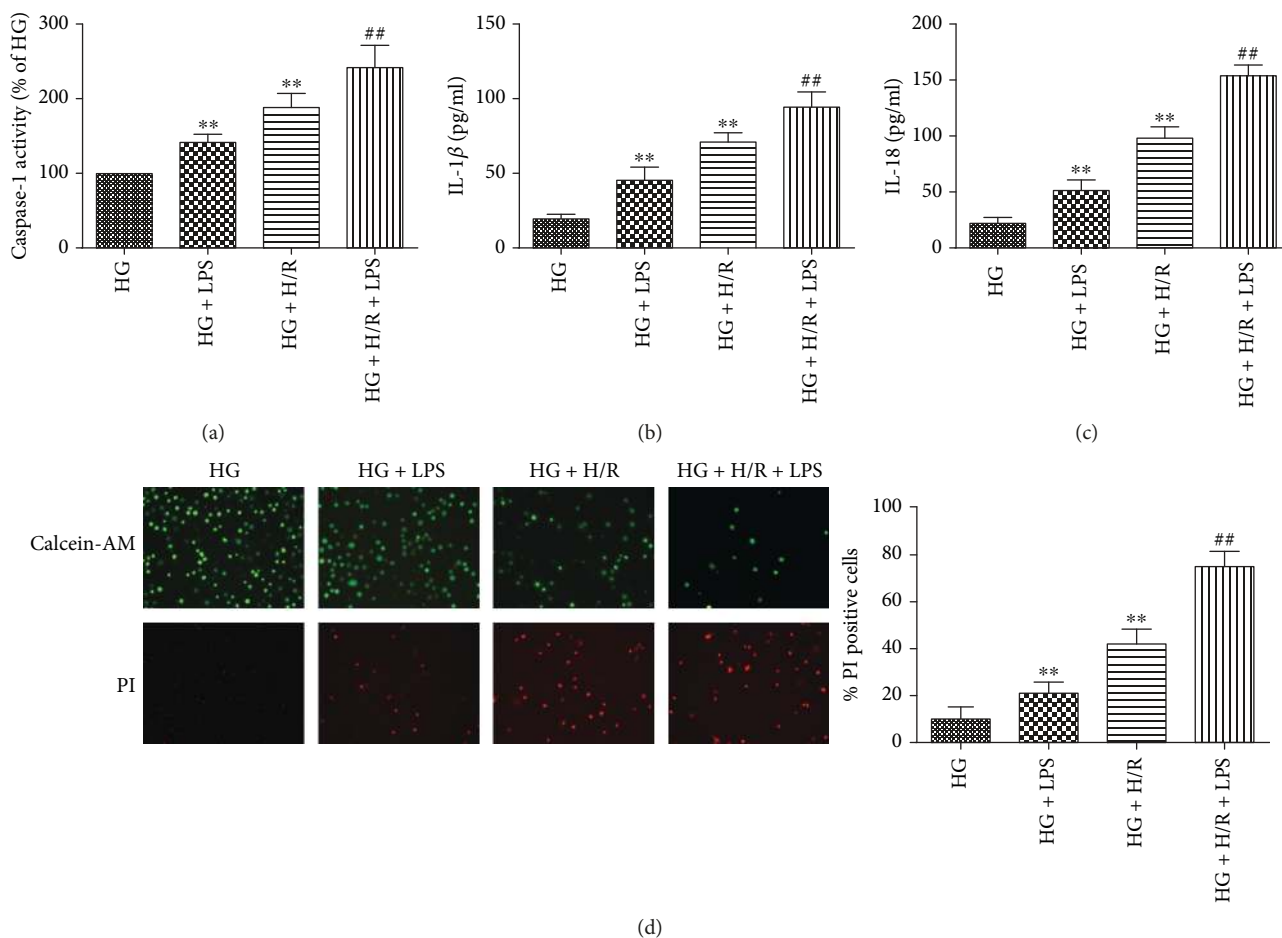 Caspase-1 activity (% of HG)
300
200
100
0
**
**
##
HG
HG + LPS
HG + H/R
HG + H/R + LPS
(a)
IL-1β (pg/ml)
150
100
50
0
**
**
##
HG
HG + LPS
HG + H/R
HG + H/R + LPS
(b)
IL-18 (pg/ml)
200
150
100
50
0
**
**
##
HG
HG + LPS
HG + H/R
HG + H/R + LPS
(c)
HG HG + LPS HG + H/R HG + H/R + LPS
Calcein-AM
PI
% PI positive cells
100
80
60
40
20
0
**
**
##
HG
HG + LPS
HG + H/R
HG + H/R + LPS
(d)